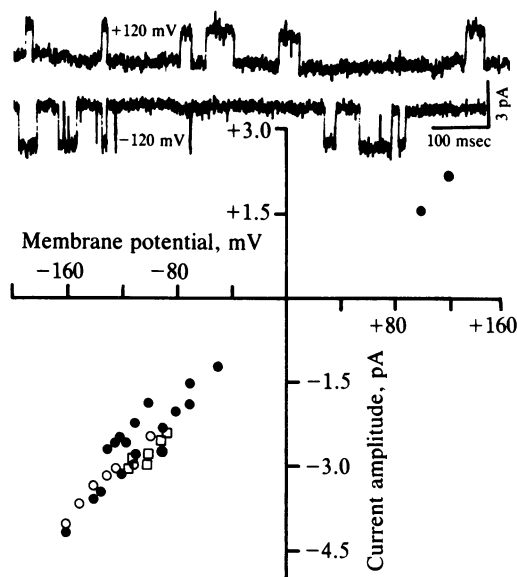 +120 mV
−120 mV
3 pA
100 msec
+3.0
+1.5
Membrane potential, mV
−160
−80
+80
+160
−1.5
−3.0
−4.5
Current amplitude, pA